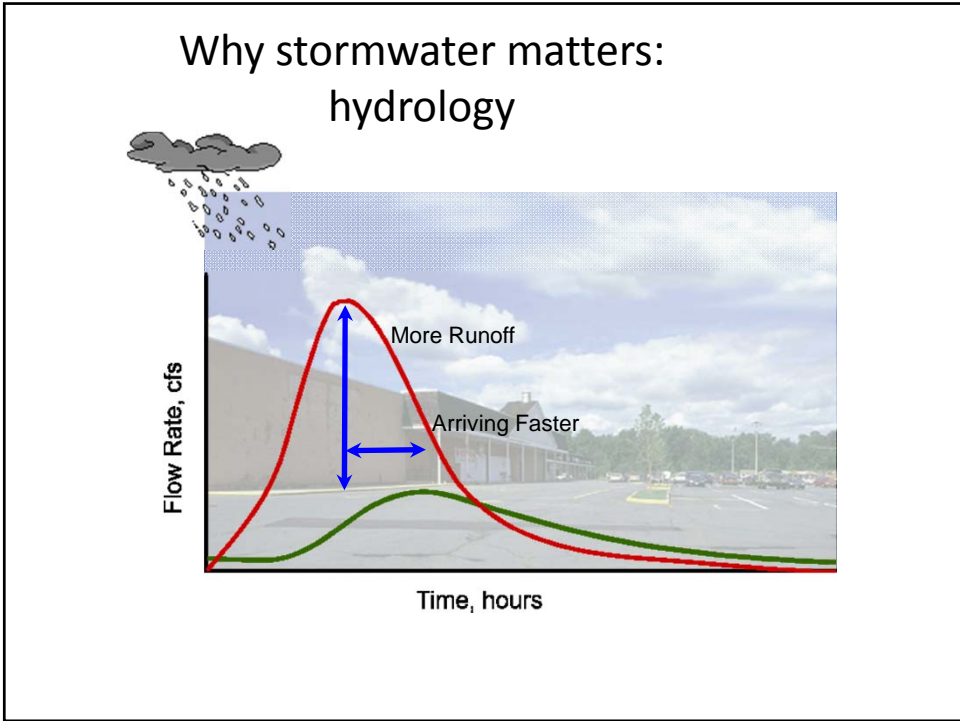 Why stormwater matters:
hydrology
More Runoff
Arriving Faster
Flow Rate, cfs
Time, hours